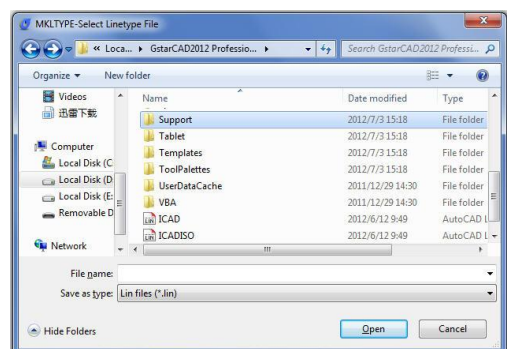 MKLTYPE-Select Linetype File
« Loca... ▸ GstarCAD2012 Professio... ▸ Search GstarCAD2012 Professi...
Organize ▾ New folder
Name Date modified Type
Videos
迅雷下载
Computer
Local Disk (C
Local Disk (D
Local Disk (E:
Removable D
Network
Support 2012/7/3 15:18 File folder
Tablet 2012/7/3 15:18 File folder
Templates 2012/7/3 15:18 File folder
ToolPalettes 2012/7/3 15:18 File folder
UserDataCache 2011/12/29 14:30 File folder
VBA 2011/12/29 14:30 File folder
ICAD 2012/6/12 9:49 AutoCAD L
ICADISO 2012/6/12 9:49 AutoCAD L
File name:
Save as type: Lin files (*.lin)
Hide Folders Open Cancel